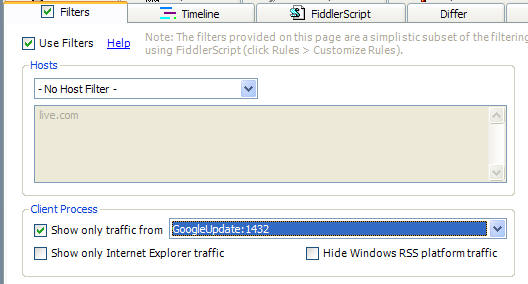 Filters Timeline FiddlerScript Differ
Use Filters Help Note: The filters provided on this page are a simplistic subset of the filtering
using FiddlerScript (click Rules > Customize Rules).
Hosts
- No Host Filter -
live.com
Client Process
Show only traffic from GoogleUpdate:1432
Show only Internet Explorer traffic Hide Windows RSS platform traffic